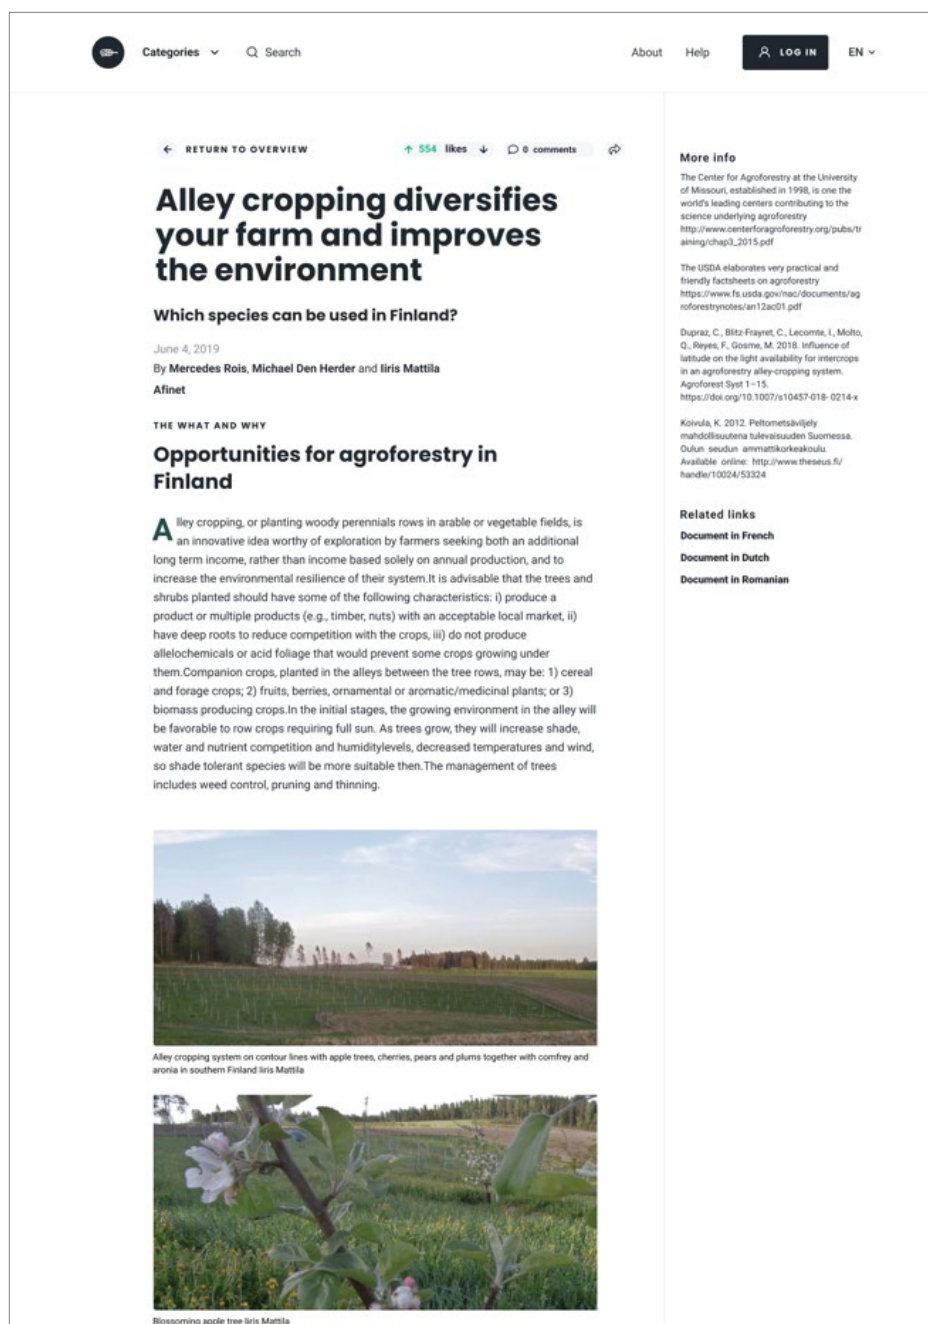 Categories
Search
About
Help
LOG IN
EN
RETURN TO OVERVIEW
554 likes
0 comments
Alley cropping diversifies
your farm and improves
the environment
Which species can be used in Finland?
June 4, 2019
By Mercedes Rois, Michael Den Herder and Iiris Mattila
Afinet
THE WHAT AND WHY
Opportunities for agroforestry in
Finland
Alley cropping, or planting woody perennials rows in arable or vegetable fields, is
an innovative idea worthy of exploration by farmers seeking both an additional
long term income, rather than income based solely on annual production, and to
increase the environmental resilience of their system.It is advisable that the trees and
shrubs planted should have some of the following characteristics: i) produce a
product or multiple products (e.g., timber, nuts) with an acceptable local market, ii)
have deep roots to reduce competition with the crops, iii) do not produce
allelochemicals or acid foliage that would prevent some crops growing under
them.Companion crops, planted in the alleys between the tree rows, may be: 1) cereal
and forage crops; 2) fruits, berries, ornamental or aromatic/medicinal plants; or 3)
biomass producing crops.In the initial stages, the growing environment in the alley will
be favorable to row crops requiring full sun. As trees grow, they will increase shade,
water and nutrient competition and humiditylevels, decreased temperatures and wind,
so shade tolerant species will be more suitable then.The management of trees
includes weed control, pruning and thinning.
Alley cropping system on contour lines with apple trees, cherries, pears and plums together with comfrey and
aronia in southern Finland Iiris Mattila
Blossoming apple tree Iiris Mattila
More info
The Center for Agroforestry at the University
of Missouri, established in 1998, is one the
world's leading centers contributing to the
science underlying agroforestry
http://www.centerforagroforestry.org/pubs/tr
aining/chap3_2015.pdf
The USDA elaborates very practical and
friendly factsheets on agroforestry
https://www.fs.usda.gov/nac/documents/ag
roforestrynotes/an12ac01.pdf
Dupraz, C., Blitz-Frayret, C., Lecomte, I., Molto,
Q., Reyes, F., Gosme, M. 2018. Influence of
latitude on the light availability for intercrops
in an agroforestry alley-cropping system.
Agroforest Syst 1–15.
https://doi.org/10.1007/s10457-018- 0214-x
Koivula, K. 2012. Peltometsäviljely
mahdollisuutena tulevaisuuden Suomessa.
Oulun seudun ammattikorkeakoulu.
Available online: http://www.theseus.fi/
handle/10024/53324
Related links
Document in French
Document in Dutch
Document in Romanian